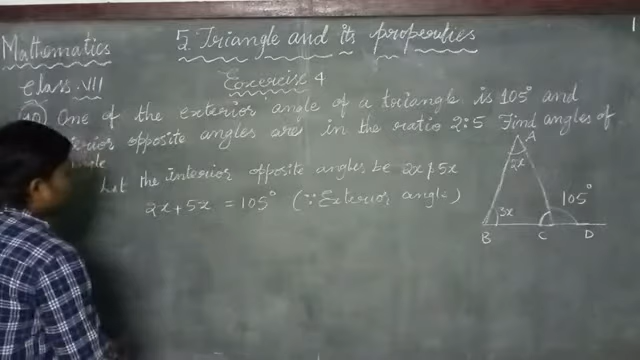 Mathematics
5. Triangle and its properties
Class VII
Exercise 4
10) One of the exterior angle of a triangle is 105° and
opposite angles are in the ratio 2:5 Find angles of
Let the interior opposite angles be 2x, 5x
2x + 5x = 105° (∵ Exterior angle)
A
2x
105°
3x
B C D
1